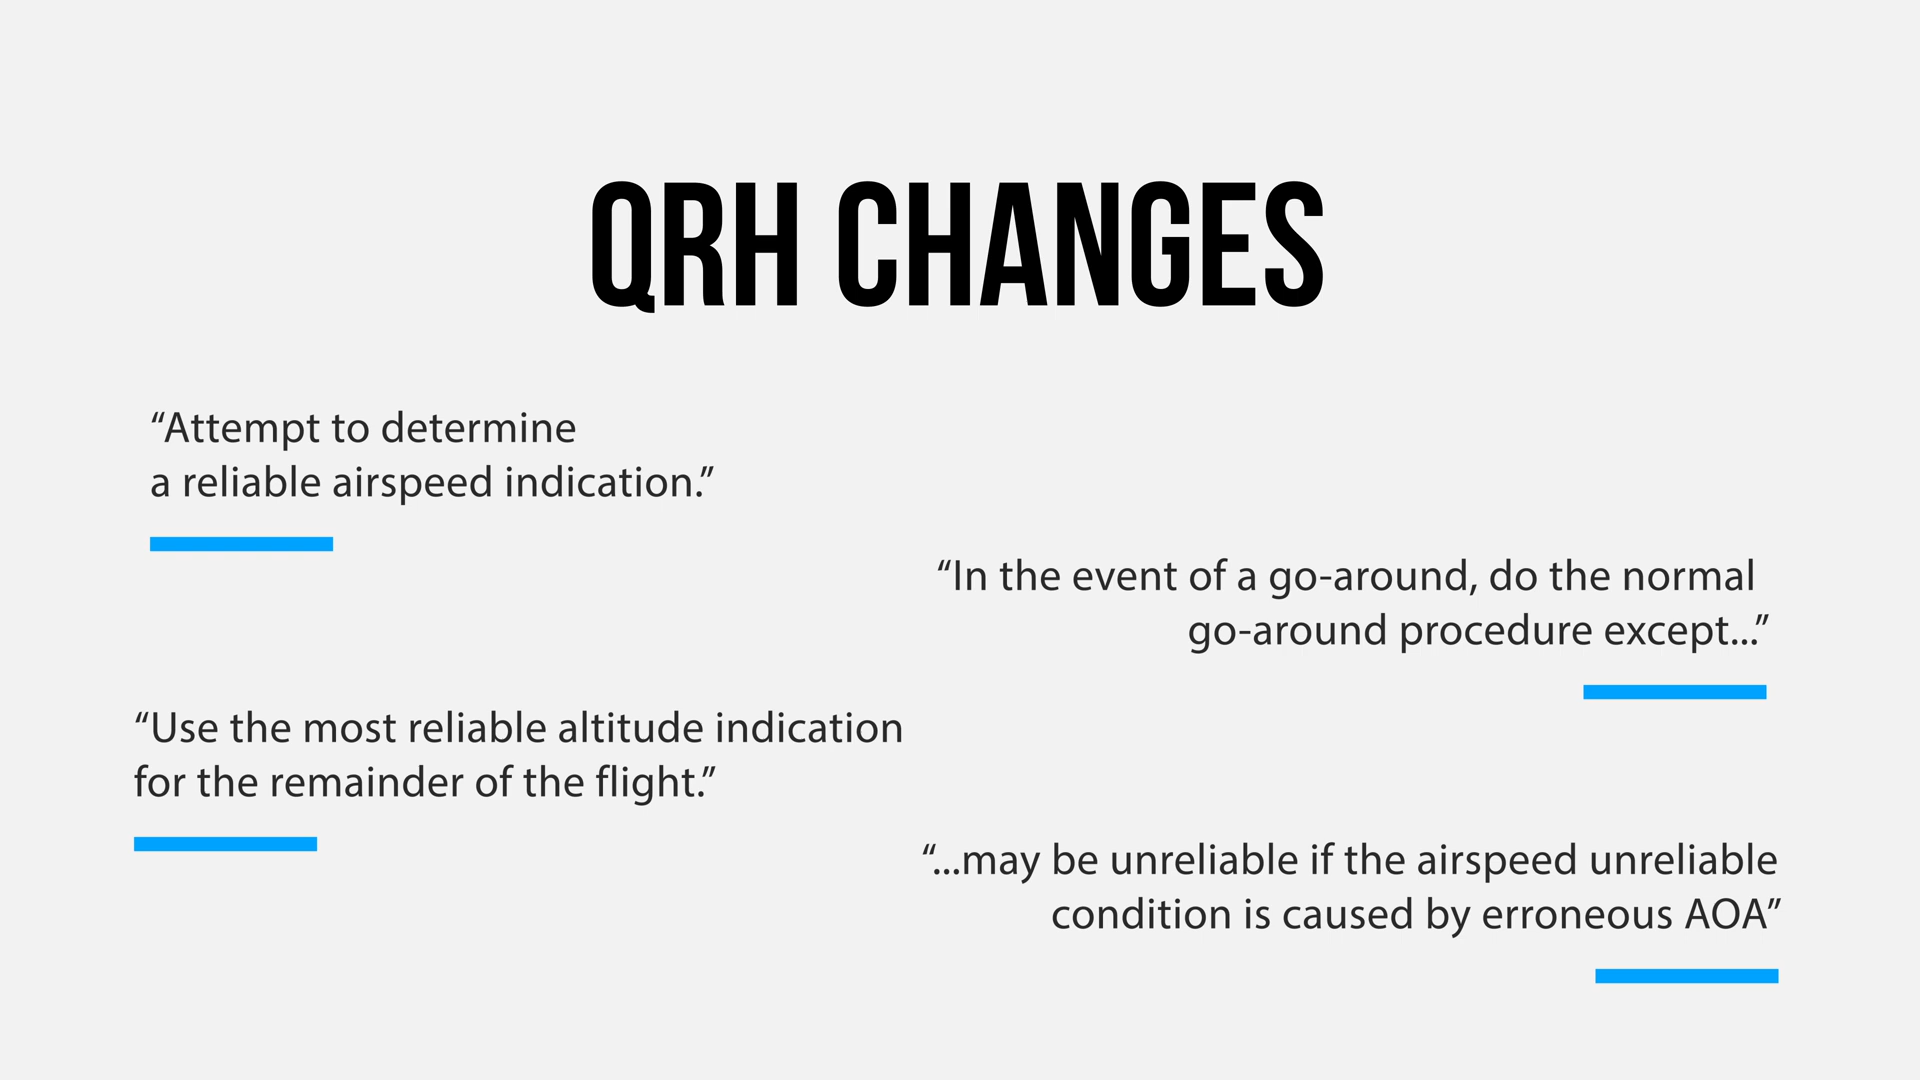 QRH CHANGES
“Attempt to determine
a reliable airspeed indication.”
“In the event of a go-around, do the normal
go-around procedure except...”
“Use the most reliable altitude indication
for the remainder of the flight.”
“...may be unreliable if the airspeed unreliable
condition is caused by erroneous AOA”